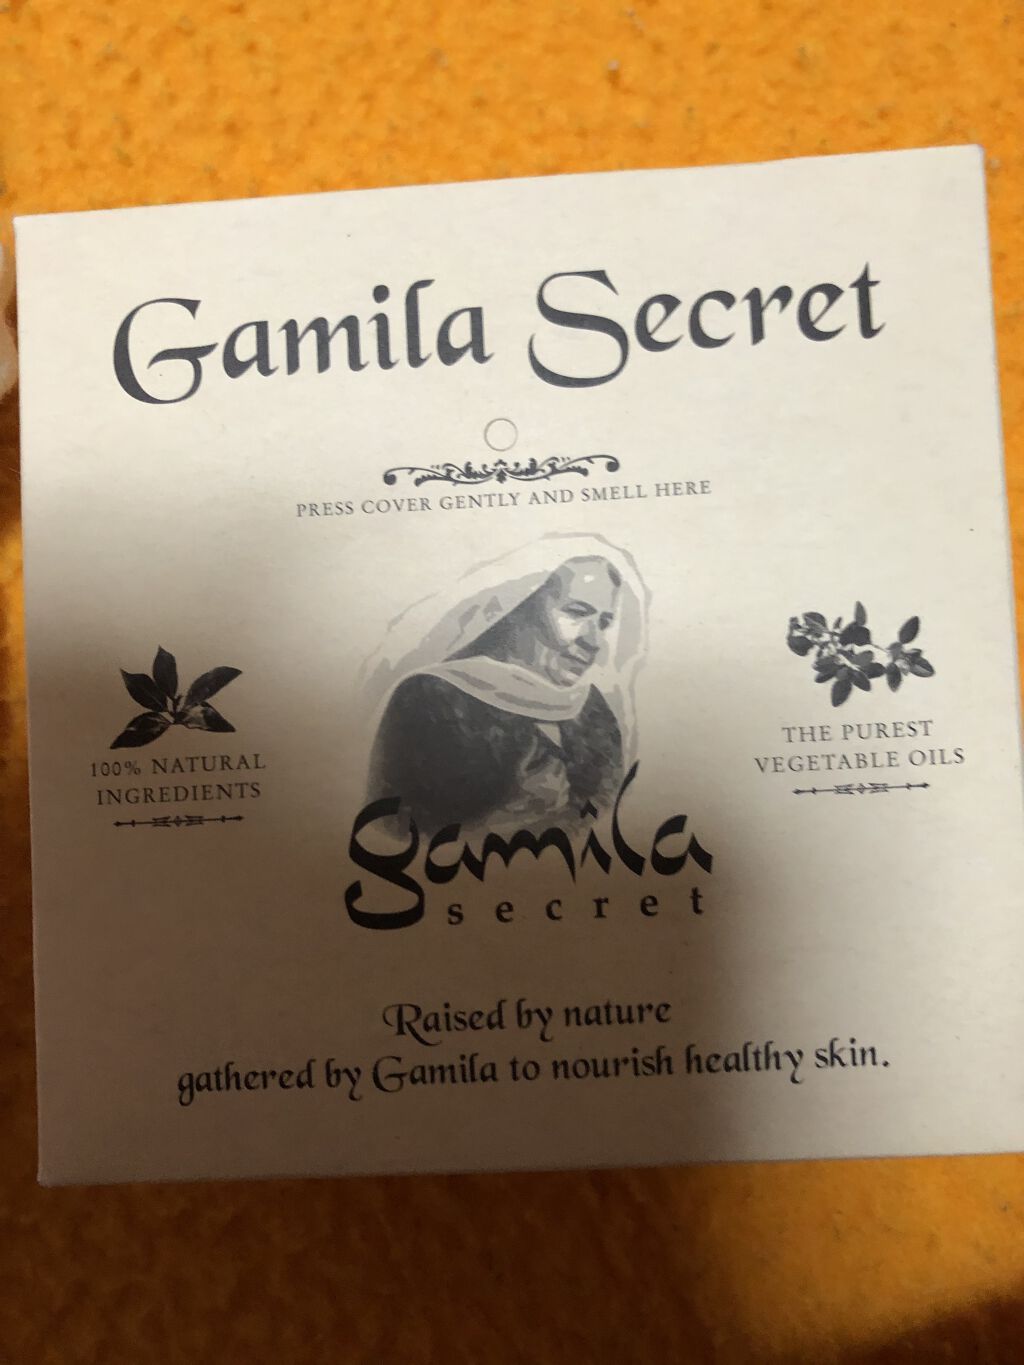 Gamila Secret
PRESS COVER GENTLY AND SMELL HERE
100% NATURAL
INGREDIENTS
THE PUREST
VEGETABLE OILS
gamila
secret
Raised by nature
gathered by Gamila to nourish healthy skin.